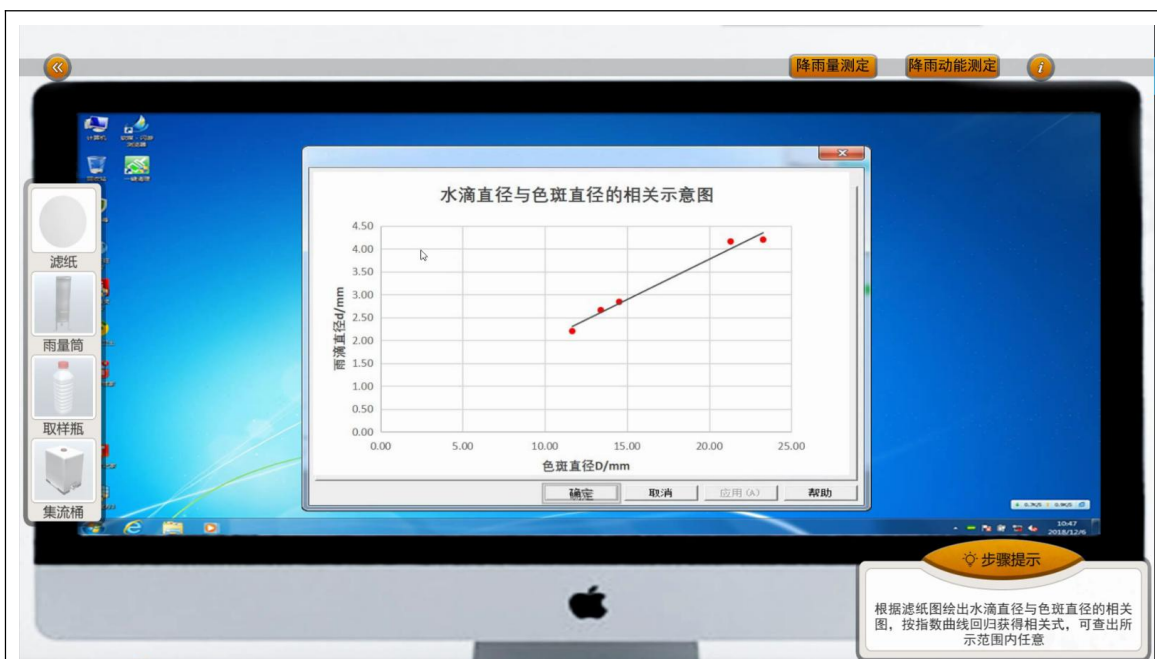 降雨量测定
降雨动能测定
i
滤纸
雨量筒
取样瓶
集流桶
水滴直径与色斑直径的相关示意图
雨滴直径d/mm
4.50
4.00
3.50
3.00
2.50
2.00
1.50
1.00
0.50
0.00
0.00 5.00 10.00 15.00 20.00 25.00
色斑直径D/mm
确定 取消 应用(A) 帮助
10:47
2018/12/6
步骤提示
根据滤纸图绘出水滴直径与色斑直径的相关
图，按指数曲线回归获得相关式，可查出所
示范围内任意